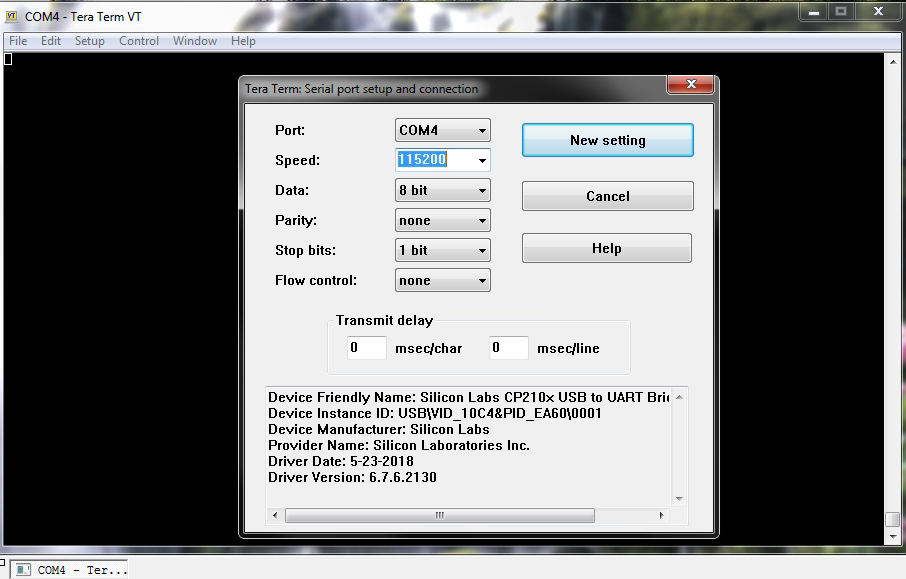 COM4 - Tera Term VT
File Edit Setup Control Window Help
Tera Term: Serial port setup and connection
Port: COM4
New setting
Speed: 115200
Data: 8 bit
Cancel
Parity: none
Stop bits: 1 bit
Help
Flow control: none
Transmit delay
0 msec/char 0 msec/line
Device Friendly Name: Silicon Labs CP210x USB to UART Bri
Device Instance ID: USB\VID_10C4&PID_EA60\0001
Device Manufacturer: Silicon Labs
Provider Name: Silicon Laboratories Inc.
Driver Date: 5-23-2018
Driver Version: 6.7.6.2130
COM4 - Ter...